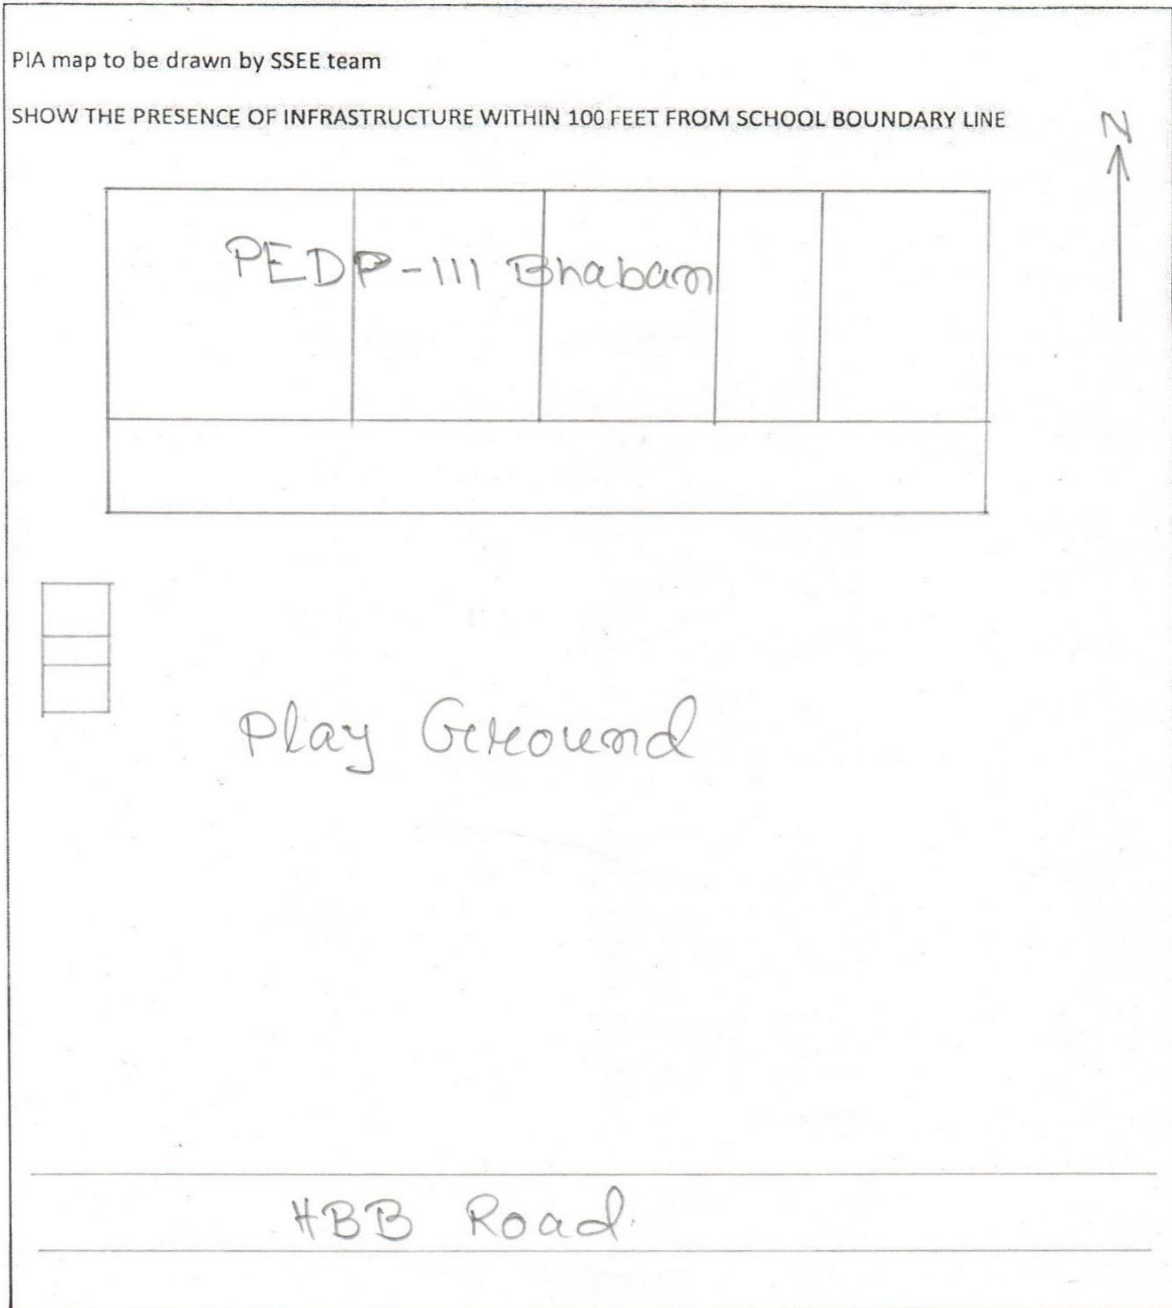 PIA map to be drawn by SSEE team
SHOW THE PRESENCE OF INFRASTRUCTURE WITHIN 100 FEET FROM SCHOOL BOUNDARY LINE
N
PEDP-III Bhaban
Play Ground
HBB Road